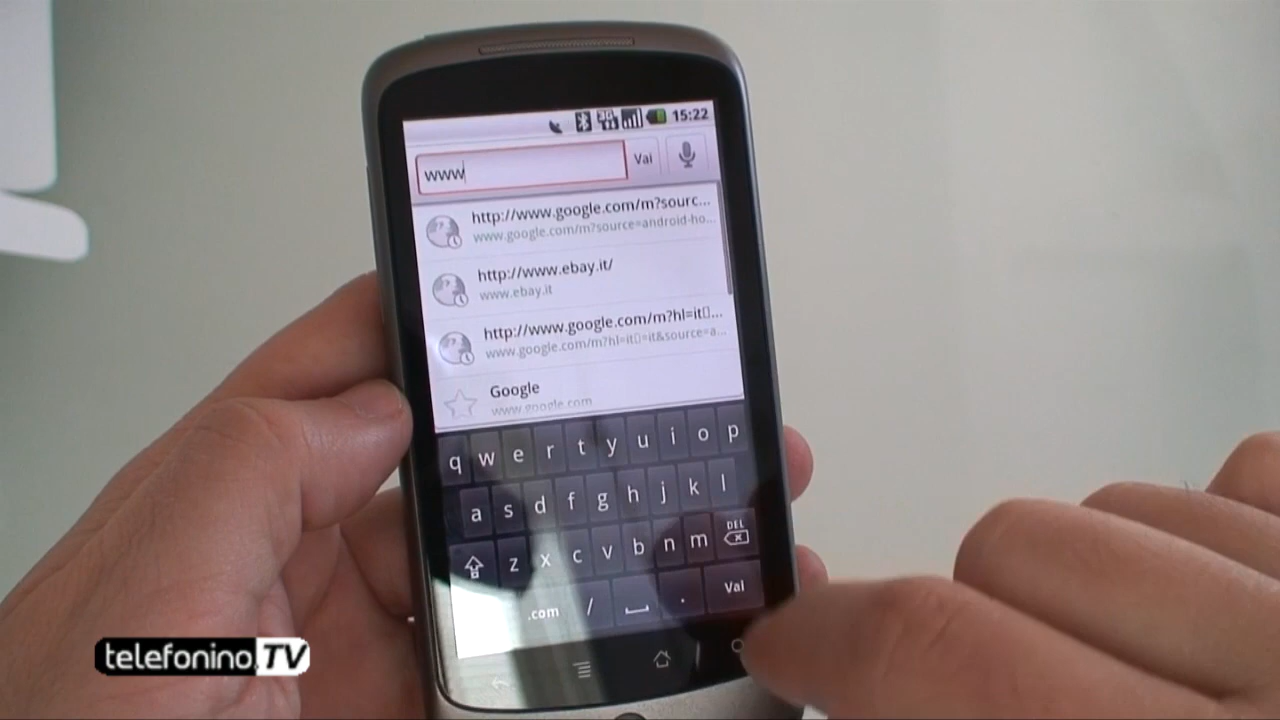 15:22
www
Vai
http://www.google.com/m?sourc...
www.google.com/m?source=android-ho...
http://www.ebay.it/
www.ebay.it
http://www.google.com/m?hl=it▯...
www.google.com/m?hl=it▯=it&source=a...
Google
www.google.com
q w e r t y u i o p
a s d f g h j k l
z x c v b n m DEL
.com / . Vai
telefonino.TV